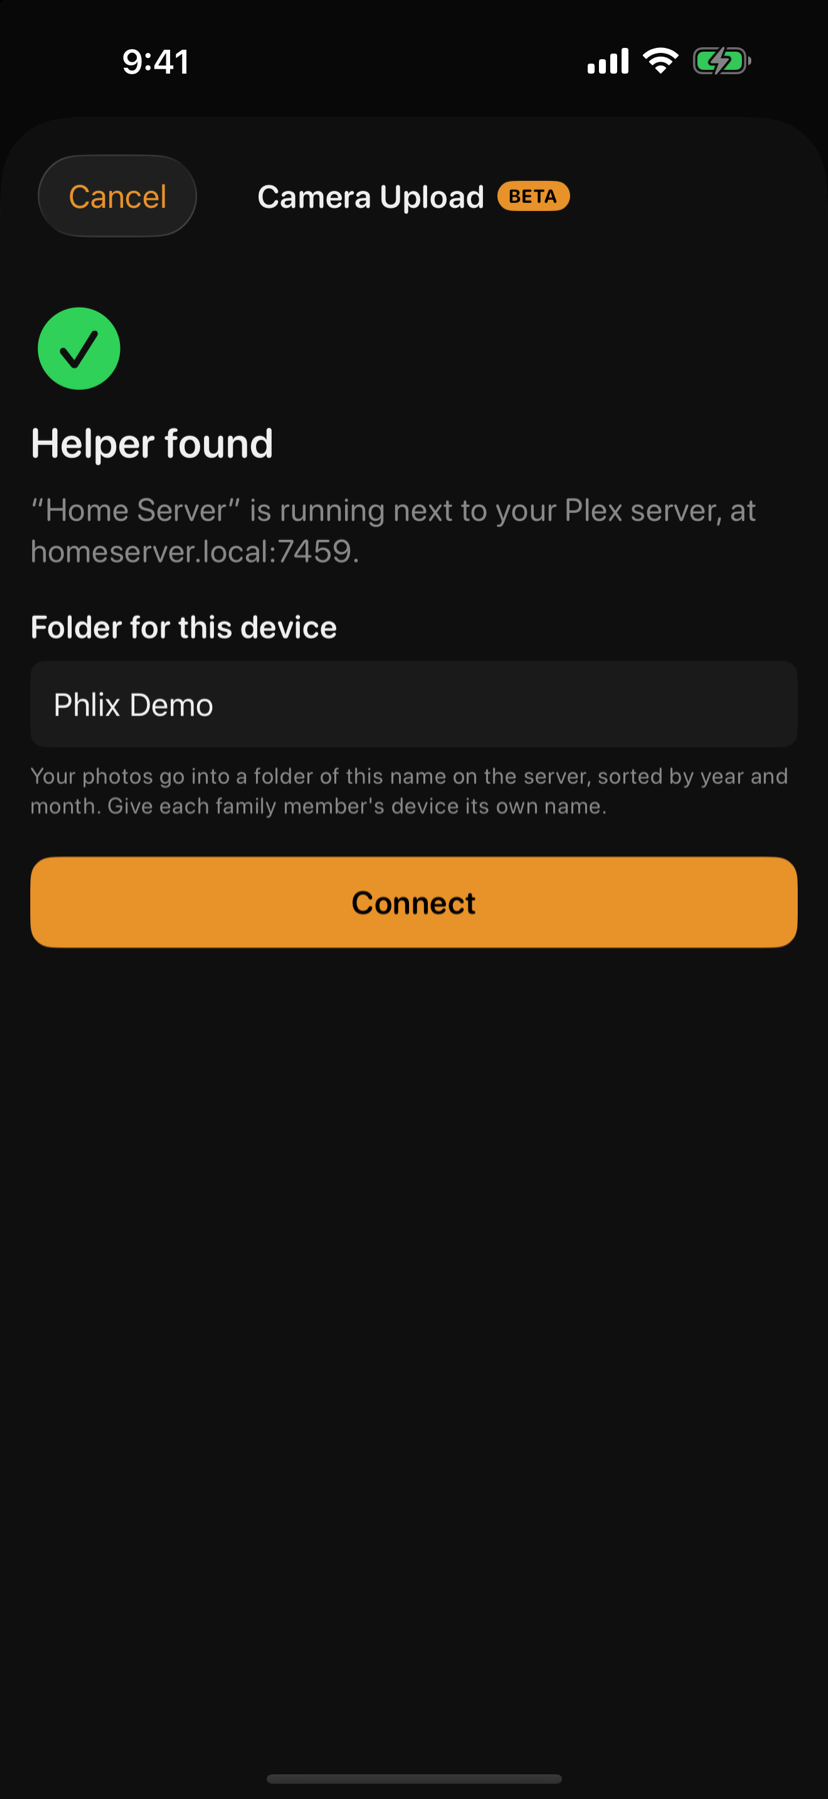 9:41
Cancel
Camera Upload BETA
Helper found
“Home Server” is running next to your Plex server, at
homeserver.local:7459.
Folder for this device
Phlix Demo
Your photos go into a folder of this name on the server, sorted by year and
month. Give each family member's device its own name.
Connect